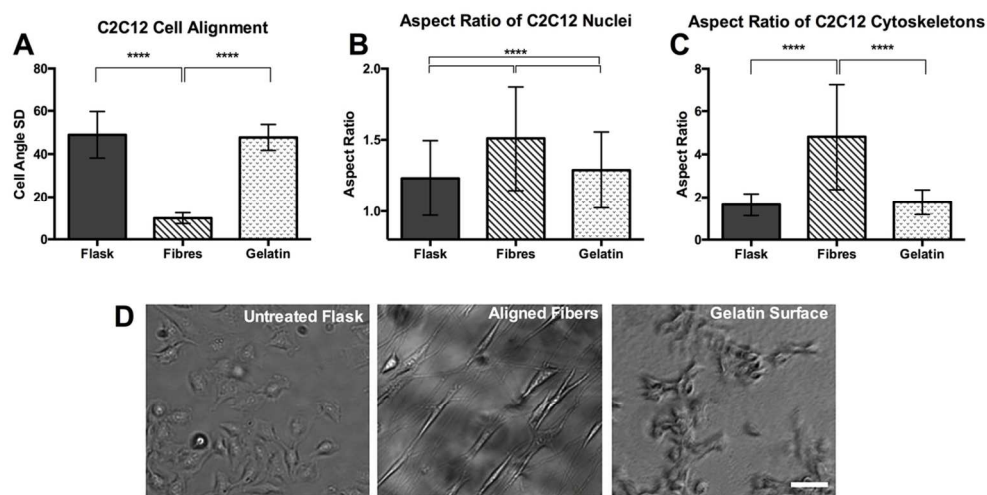 A
C2C12 Cell Alignment
****
****
80
60
40
20
0
Cell Angle SD
Flask
Fibres
Gelatin
B
Aspect Ratio of C2C12 Nuclei
****
2.0
1.5
1.0
Aspect Ratio
Flask
Fibres
Gelatin
C
Aspect Ratio of C2C12 Cytoskeletons
****
****
8
6
4
2
0
Aspect Ratio
Flask
Fibres
Gelatin
D
Untreated Flask
Aligned Fibers
Gelatin Surface